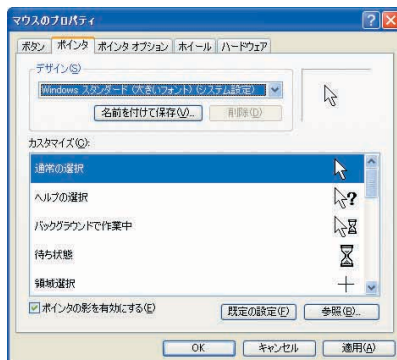 マウスのプロパティ
ボタン ポインタ ポインタ オプション ホイール ハードウェア
デザイン(S)
Windows スタンダード (大きいフォント) (システム設定)
名前を付けて保存(V)... 削除(D)
カスタマイズ(C):
通常の選択
ヘルプの選択
バックグラウンドで作業中
待ち状態
領域選択
ポインタの影を有効にする(E)
既定の設定(F) 参照(B)...
OK キャンセル 適用(A)